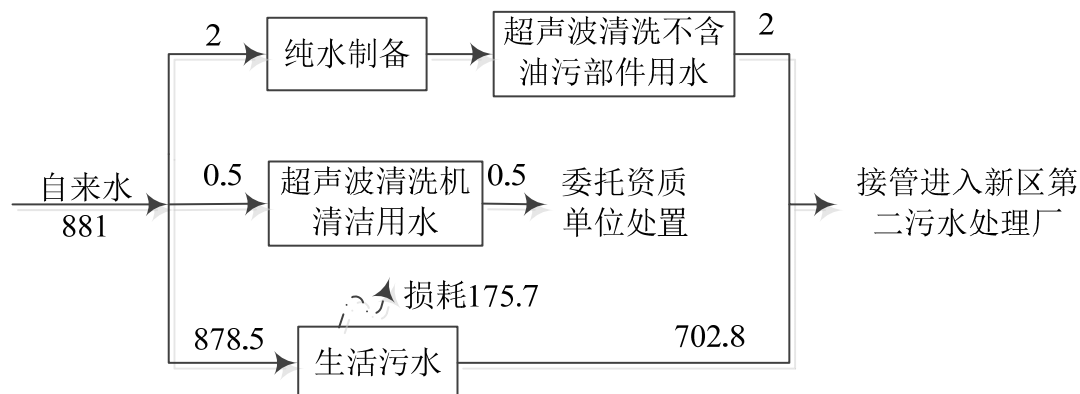 2
纯水制备
超声波清洗不含
油污部件用水
2
自来水
881
0.5
超声波清洗机
清洁用水
0.5
委托资质
单位处置
接管进入新区第
二污水处理厂
损耗175.7
878.5
生活污水
702.8